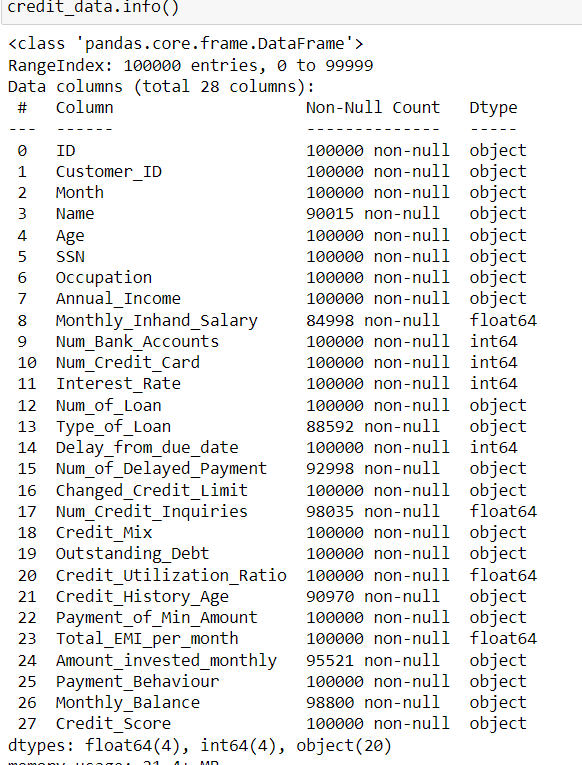 credit_data.info()
<class 'pandas.core.frame.DataFrame'>
RangeIndex: 100000 entries, 0 to 99999
Data columns (total 28 columns):
 #   Column                    Non-Null Count   Dtype
---  ------                    --------------   -----
 0   ID                        100000 non-null  object
 1   Customer_ID               100000 non-null  object
 2   Month                     100000 non-null  object
 3   Name                      90015 non-null   object
 4   Age                       100000 non-null  object
 5   SSN                       100000 non-null  object
 6   Occupation                100000 non-null  object
 7   Annual_Income             100000 non-null  object
 8   Monthly_Inhand_Salary     84998 non-null   float64
 9   Num_Bank_Accounts         100000 non-null  int64
 10  Num_Credit_Card           100000 non-null  int64
 11  Interest_Rate             100000 non-null  int64
 12  Num_of_Loan               100000 non-null  object
 13  Type_of_Loan              88592 non-null   object
 14  Delay_from_due_date       100000 non-null  int64
 15  Num_of_Delayed_Payment    92998 non-null   object
 16  Changed_Credit_Limit      100000 non-null  object
 17  Num_Credit_Inquiries      98035 non-null   float64
 18  Credit_Mix                100000 non-null  object
 19  Outstanding_Debt          100000 non-null  object
 20  Credit_Utilization_Ratio  100000 non-null  float64
 21  Credit_History_Age        90970 non-null   object
 22  Payment_of_Min_Amount     100000 non-null  object
 23  Total_EMI_per_month       100000 non-null  float64
 24  Amount_invested_monthly   95521 non-null   object
 25  Payment_Behaviour         100000 non-null  object
 26  Monthly_Balance           98800 non-null   object
 27  Credit_Score              100000 non-null  object
dtypes: float64(4), int64(4), object(20)
memory usage: 21.4+ MB